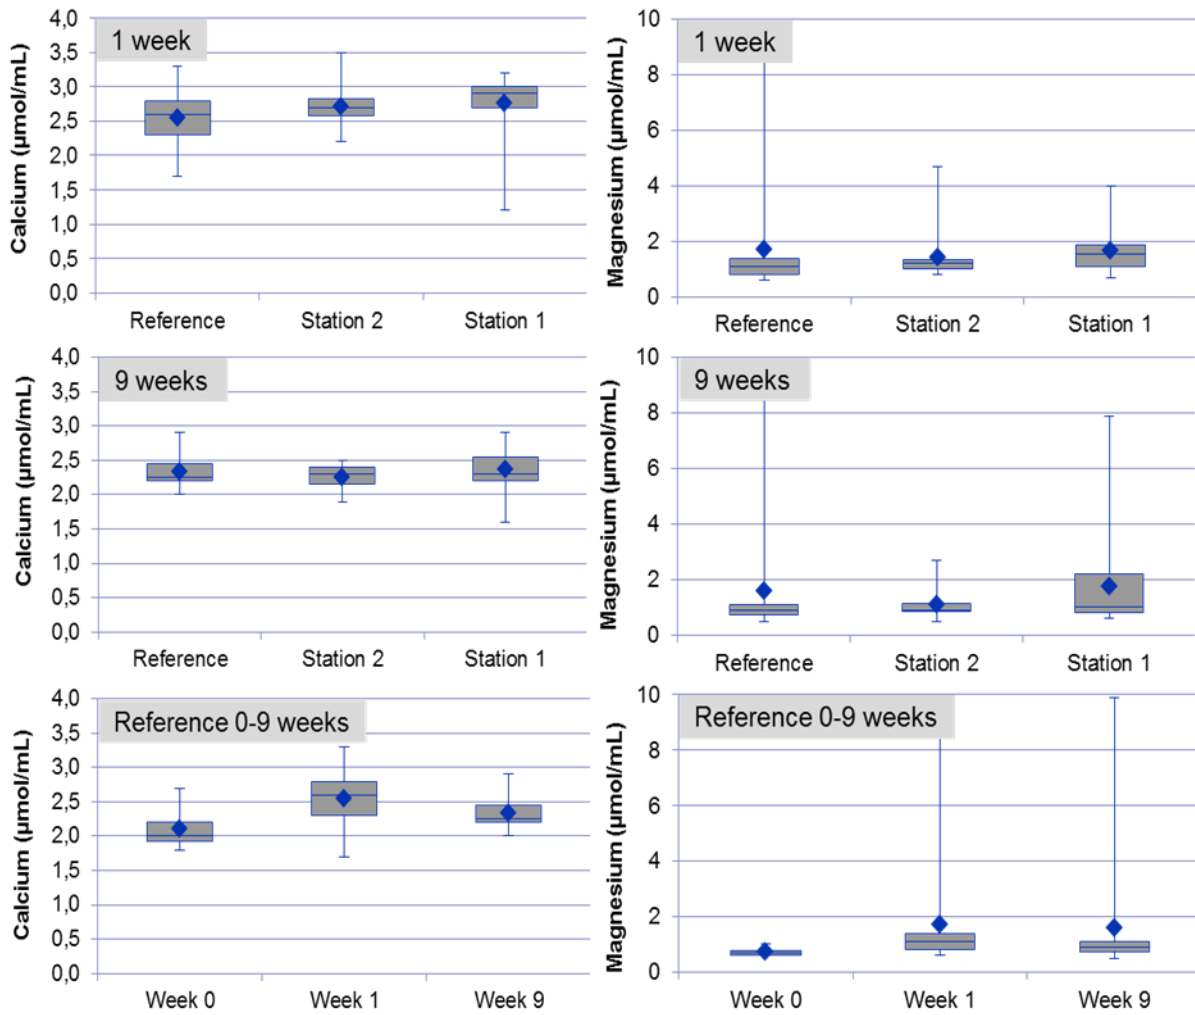 1 week
Calcium (µmol/mL)
4,0
3,5
3,0
2,5
2,0
1,5
1,0
0,5
0,0
Reference Station 2 Station 1
1 week
Magnesium (µmol/mL)
10
8
6
4
2
0
Reference Station 2 Station 1
9 weeks
Calcium (µmol/mL)
4,0
3,5
3,0
2,5
2,0
1,5
1,0
0,5
0,0
Reference Station 2 Station 1
9 weeks
Magnesium (µmol/mL)
10
8
6
4
2
0
Reference Station 2 Station 1
Reference 0-9 weeks
Calcium (µmol/mL)
4,0
3,5
3,0
2,5
2,0
1,5
1,0
0,5
0,0
Week 0 Week 1 Week 9
Reference 0-9 weeks
Magnesium (µmol/mL)
10
8
6
4
2
0
Week 0 Week 1 Week 9